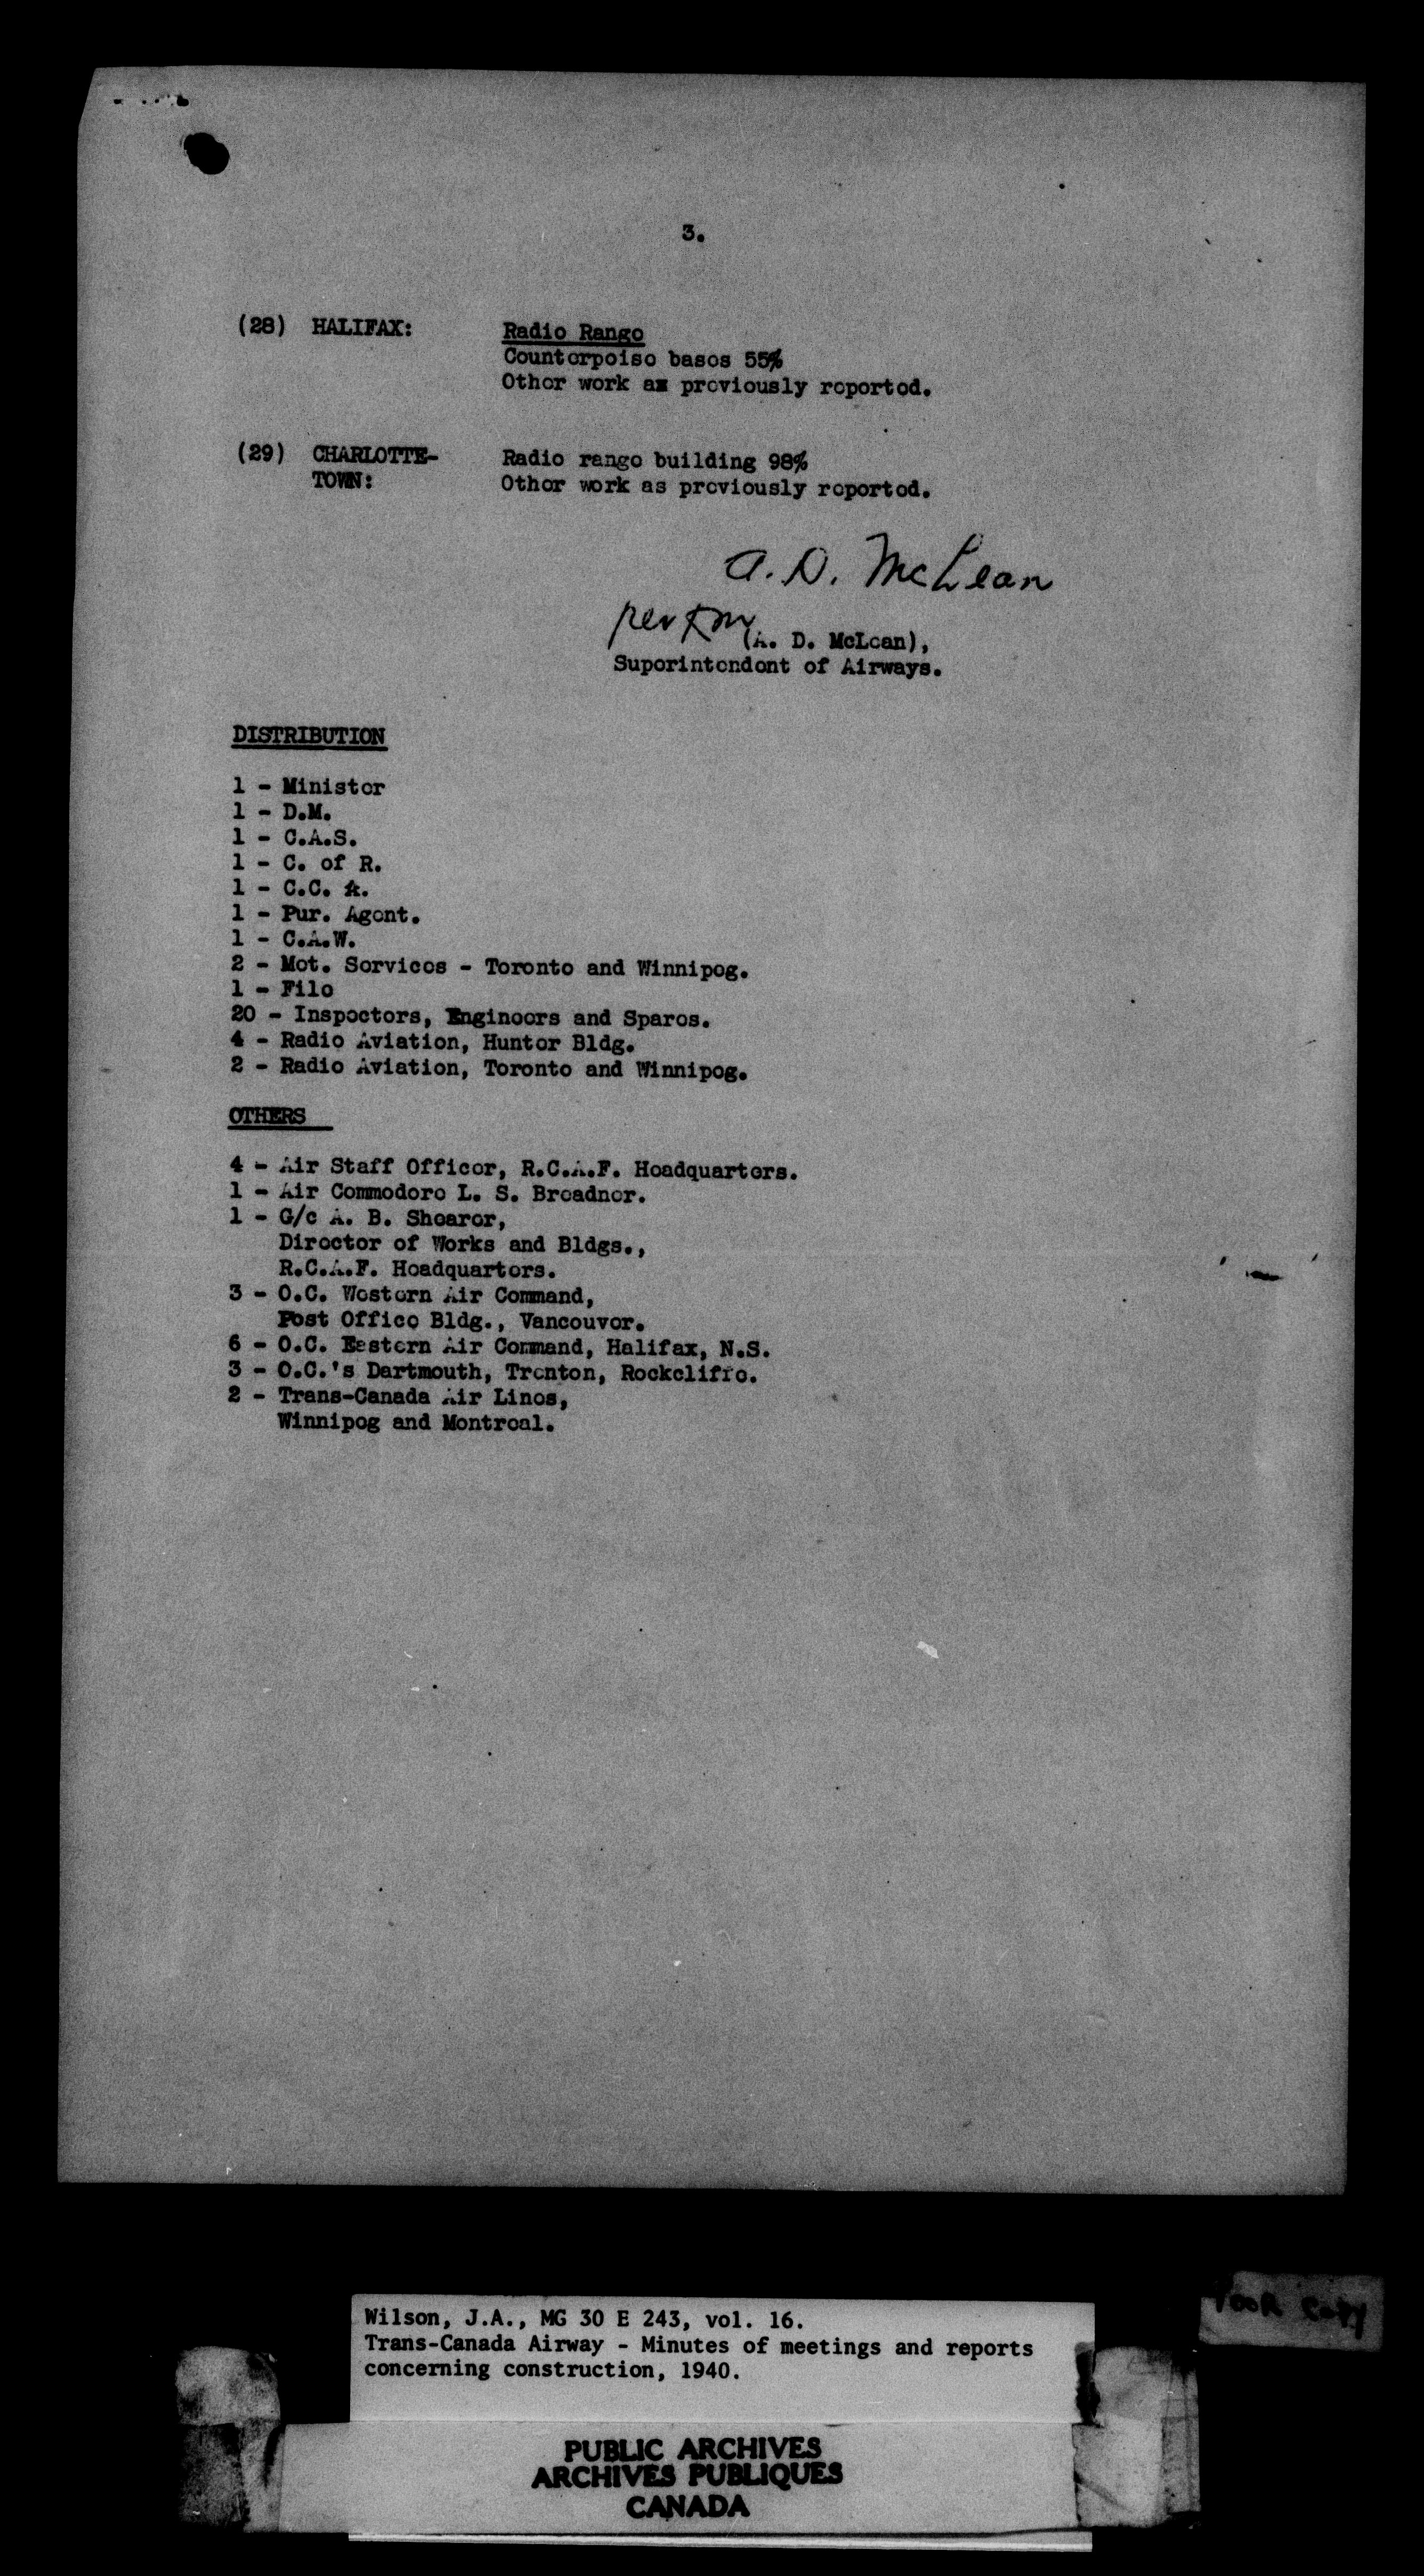 3.
(28) HALIFAX: Radio Range
Counterpoise bases 55%
Other work as previously reported.
(29) CHARLOTTE- Radio range building 98%
TOWN: Other work as previously reported.
A. D. McLean
per
(A. D. McLean),
Superintendent of Airways.
DISTRIBUTION
1 - Minister
1 - D.M.
1 - C.A.S.
1 - C. of R.
1 - C.C. A.
1 - Pur. Agent.
1 - C.A.W.
2 - Met. Services - Toronto and Winnipeg.
1 - File
20 - Inspectors, Engineers and Spares.
4 - Radio Aviation, Hunter Bldg.
2 - Radio Aviation, Toronto and Winnipeg.
OTHERS
4 - Air Staff Officer, R.C.A.F. Headquarters.
1 - Air Commodore L. S. Breadner.
1 - G/c A. B. Shearer,
Director of Works and Bldgs.,
R.C.A.F. Headquarters.
3 - O.C. Western Air Command,
Post Office Bldg., Vancouver.
6 - O.C. Eastern Air Command, Halifax, N.S.
3 - O.C.'s Dartmouth, Trenton, Rockcliffe.
2 - Trans-Canada Air Lines,
Winnipeg and Montreal.
POOR COPY
Wilson, J.A., MG 30 E 243, vol. 16.
Trans-Canada Airway - Minutes of meetings and reports
concerning construction, 1940.
PUBLIC ARCHIVES
ARCHIVES PUBLIQUES
CANADA